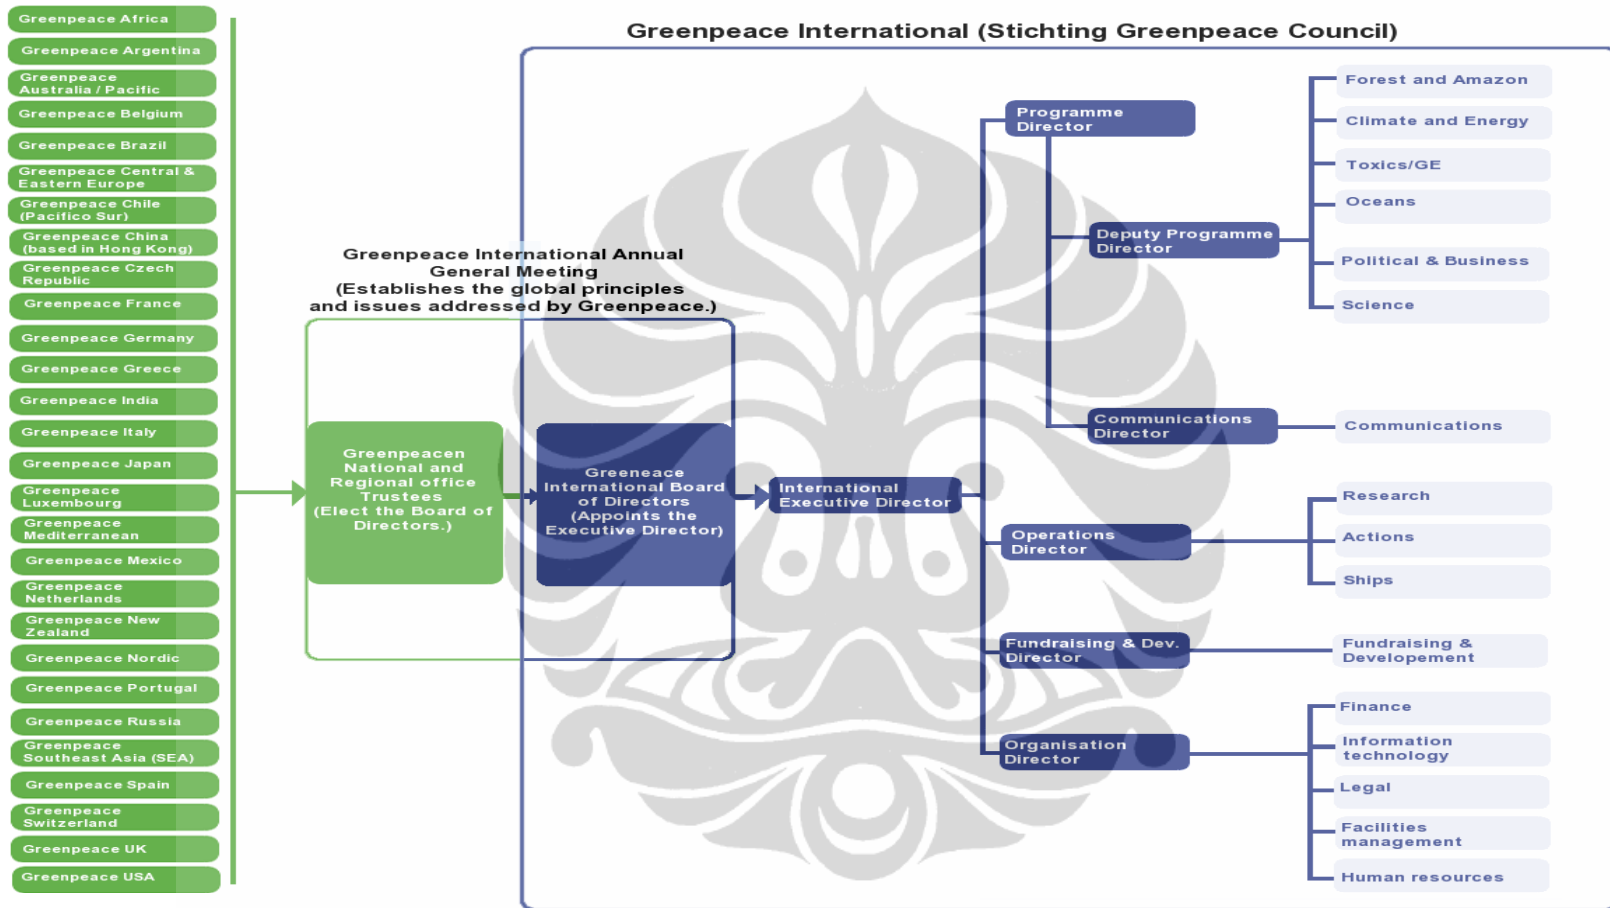 Greenpeace Africa
Greenpeace Argentina
Greenpeace
Australia / Pacific
Greenpeace Belgium
Greenpeace Brazil
Greenpeace Central &
Eastern Europe
Greenpeace Chile
(Pacifico Sur)
Greenpeace China
(based in Hong Kong)
Greenpeace Czech
Republic
Greenpeace France
Greenpeace Germany
Greenpeace Greece
Greenpeace India
Greenpeace Italy
Greenpeace Japan
Greenpeace
Luxembourg
Greenpeace
Mediterranean
Greenpeace Mexico
Greenpeace
Netherlands
Greenpeace New
Zealand
Greenpeace Nordic
Greenpeace Portugal
Greenpeace Russia
Greenpeace
Southeast Asia (SEA)
Greenpeace Spain
Greenpeace
Switzerland
Greenpeace UK
Greenpeace USA
Greenpeace International Annual
General Meeting
(Establishes the global principles
and issues addressed by Greenpeace.)
Greenpeacen
National and
Regional office
Trustees
(Elect the Board of
Directors.)
Greenpeace International (Stichting Greenpeace Council)
Greeneace
International Board
of Directors
(Appoints the
Executive Director)
International
Executive Director
Programme
Director
Deputy Programme
Director
Communications
Director
Operations
Director
Fundraising & Dev.
Director
Organisation
Director
Forest and Amazon
Climate and Energy
Toxics/GE
Oceans
Political & Business
Science
Communications
Research
Actions
Ships
Fundraising &
Developement
Finance
Information
technology
Legal
Facilities
management
Human resources